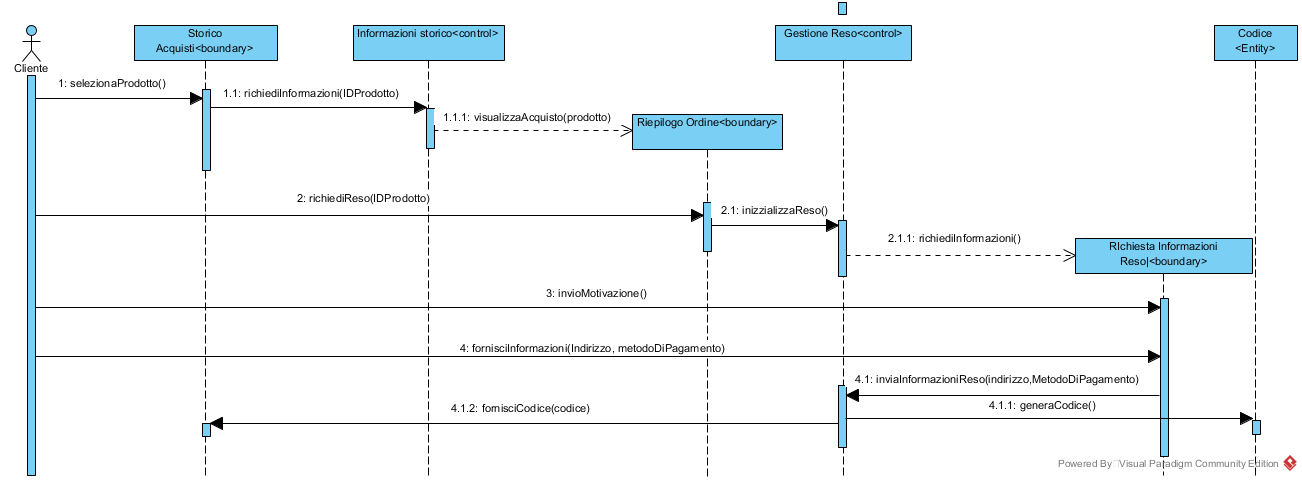 Storico
Acquisti<boundary>
Informazioni storico<control>
Gestione Reso<control>
Codice
<Entity>
Cliente
1: selezionaProdotto()
1.1: richiediInformazioni(IDProdotto)
1.1.1: visualizzaAcquisto(prodotto)
Riepilogo Ordine<boundary>
2: richiediReso(IDProdotto)
2.1: inizzializzaReso()
2.1.1: richiediInformazioni()
RIchiesta Informazioni
Reso|<boundary>
3: invioMotivazione()
4: fornisciInformazioni(Indirizzo, metodoDiPagamento)
4.1: inviaInformazioniReso(indirizzo,MetodoDiPagamento)
4.1.2: fornisciCodice(codice)
4.1.1: generaCodice()
Powered By Visual Paradigm Community Edition